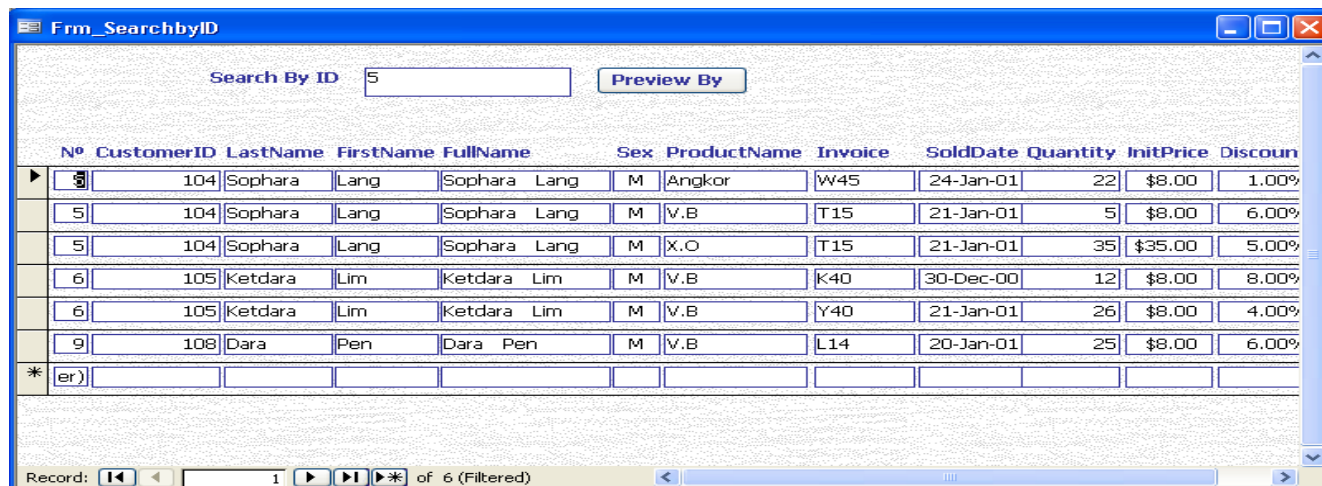 Frm_SearchbyID
Search By ID 5 Preview By
Nº CustomerID LastName FirstName FullName Sex ProductName Invoice SoldDate Quantity InitPrice Discoun
5 104 Sophara Lang Sophara Lang M Angkor W45 24-Jan-01 22 $8.00 1.00%
5 104 Sophara Lang Sophara Lang M V.B T15 21-Jan-01 5 $8.00 6.00%
5 104 Sophara Lang Sophara Lang M X.O T15 21-Jan-01 35 $35.00 5.00%
6 105 Ketdara Lim Ketdara Lim M V.B K40 30-Dec-00 12 $8.00 8.00%
6 105 Ketdara Lim Ketdara Lim M V.B Y40 21-Jan-01 26 $8.00 4.00%
9 108 Dara Pen Dara Pen M V.B L14 20-Jan-01 25 $8.00 6.00%
er)
Record: 1 of 6 (Filtered)